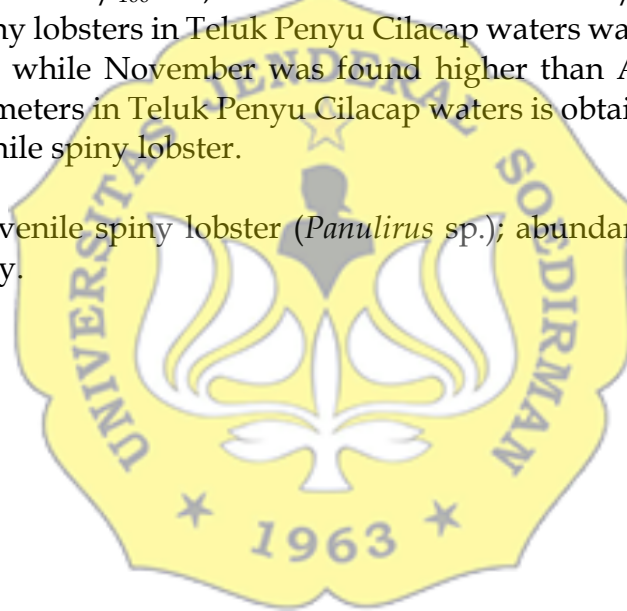 ny lobsters in Teluk Penyu Cilacap waters wa
while November was found higher than A
meters in Teluk Penyu Cilacap waters is obtai
nile spiny lobster.
venile spiny lobster (Panulirus sp.); abundar
y.
UNIVERSITAS JENDERAL SOEDIRMAN
★ 1963 ★